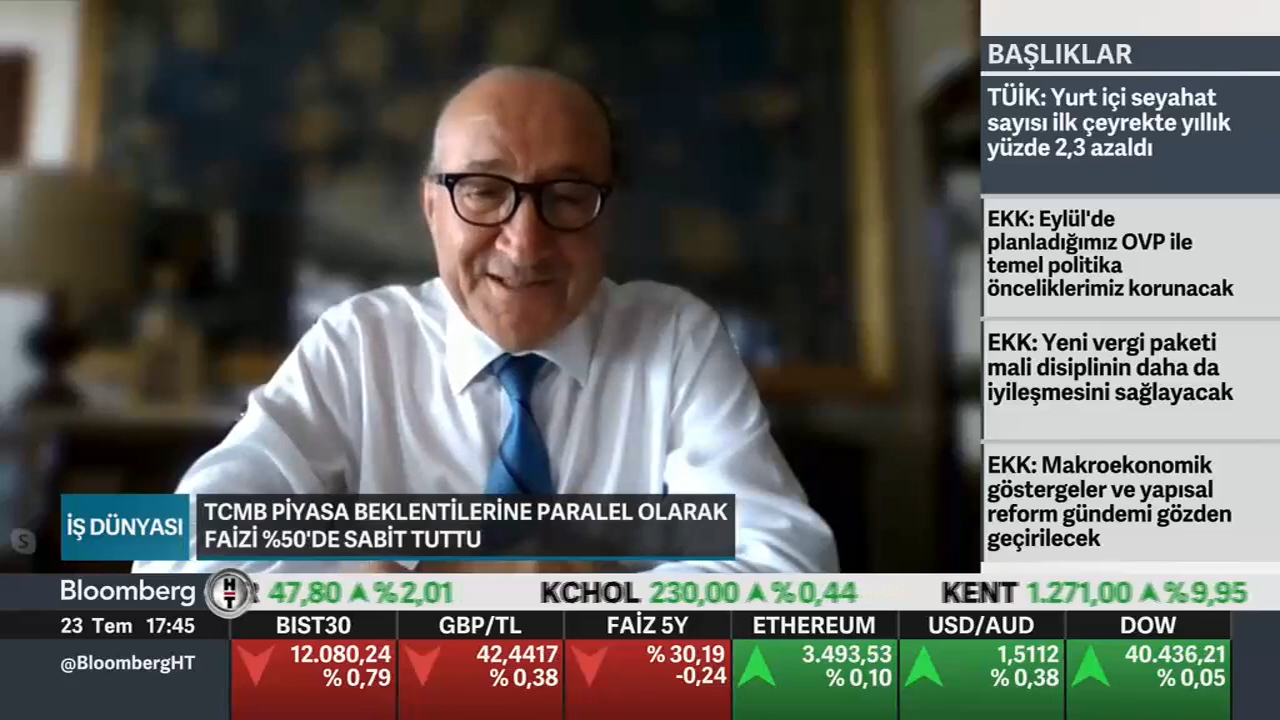 BAŞLIKLAR
TÜİK: Yurt içi seyahat
sayısı ilk çeyrekte yıllık
yüzde 2,3 azaldı
EKK: Eylül'de
planladığımız OVP ile
temel politika
önceliklerimiz korunacak
EKK: Yeni vergi paketi
mali disiplinin daha da
iyileşmesini sağlayacak
EKK: Makroekonomik
göstergeler ve yapısal
reform gündemi gözden
geçirilecek
İŞ DÜNYASI
TCMB PİYASA BEKLENTİLERİNE PARALEL OLARAK
FAİZİ %50'DE SABİT TUTTU
Bloomberg HT 47,80 %2,01 KCHOL 230,00 %0,44 KENT 1.271,00 %9,95
23 Tem 17:45 BIST30 GBP/TL FAİZ 5Y ETHEREUM USD/AUD DOW
@BloombergHT 12.080,24 42,4417 % 30,19 3.493,53 1,5112 40.436,21
% 0,79 % 0,38 -0,24 % 0,10 % 0,38 % 0,05